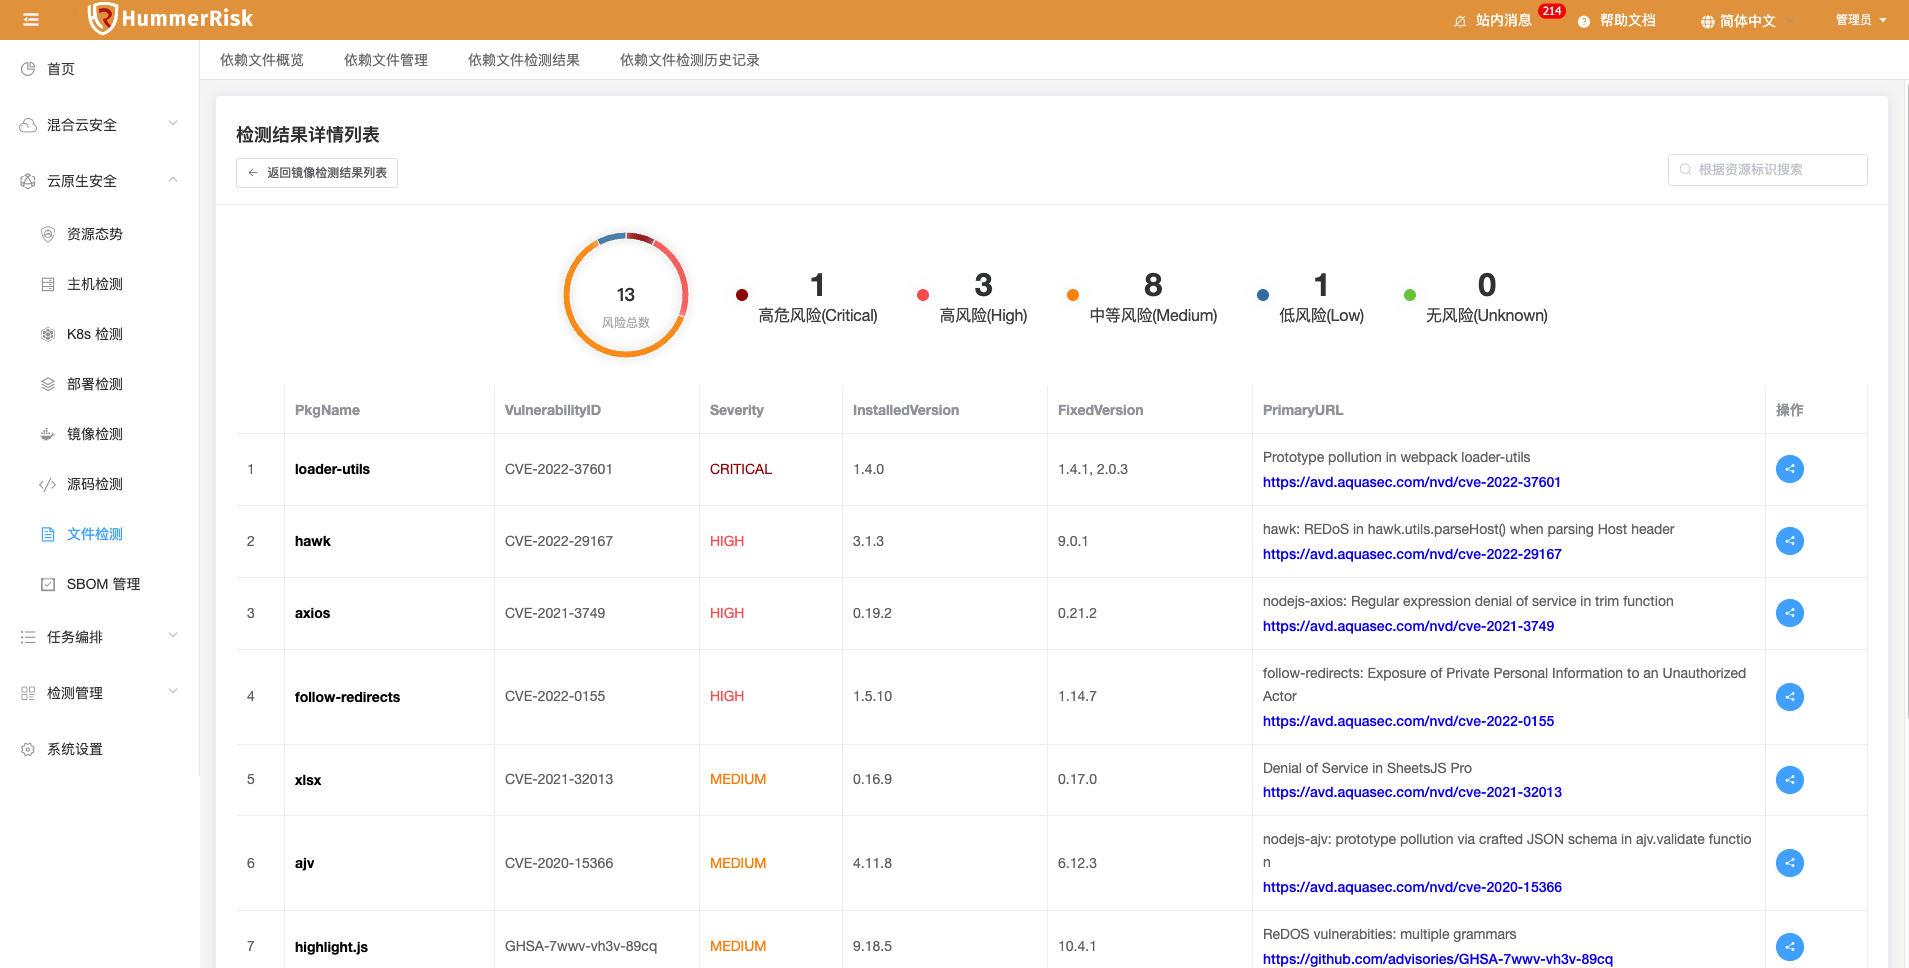 HummerRisk
站内消息
214
帮助文档
简体中文
管理员
首页
混合云安全
云原生安全
资源态势
主机检测
K8s 检测
部署检测
镜像检测
源码检测
文件检测
SBOM 管理
任务编排
检测管理
系统设置
依赖文件概览
依赖文件管理
依赖文件检测结果
依赖文件检测历史记录
检测结果详情列表
返回镜像检测结果列表
根据资源标识搜索
13
风险总数
1
高危风险(Critical)
3
高风险(High)
8
中等风险(Medium)
1
低风险(Low)
0
无风险(Unknown)
PkgName VulnerabilityID Severity InstalledVersion FixedVersion PrimaryURL 操作
1 loader-utils CVE-2022-37601 CRITICAL 1.4.0 1.4.1, 2.0.3 Prototype pollution in webpack loader-utils
https://avd.aquasec.com/nvd/cve-2022-37601
2 hawk CVE-2022-29167 HIGH 3.1.3 9.0.1 hawk: REDoS in hawk.utils.parseHost() when parsing Host header
https://avd.aquasec.com/nvd/cve-2022-29167
3 axios CVE-2021-3749 HIGH 0.19.2 0.21.2 nodejs-axios: Regular expression denial of service in trim function
https://avd.aquasec.com/nvd/cve-2021-3749
4 follow-redirects CVE-2022-0155 HIGH 1.5.10 1.14.7 follow-redirects: Exposure of Private Personal Information to an Unauthorized
Actor
https://avd.aquasec.com/nvd/cve-2022-0155
5 xlsx CVE-2021-32013 MEDIUM 0.16.9 0.17.0 Denial of Service in SheetsJS Pro
https://avd.aquasec.com/nvd/cve-2021-32013
6 ajv CVE-2020-15366 MEDIUM 4.11.8 6.12.3 nodejs-ajv: prototype pollution via crafted JSON schema in ajv.validate functio
n
https://avd.aquasec.com/nvd/cve-2020-15366
7 highlight.js GHSA-7wwv-vh3v-89cq MEDIUM 9.18.5 10.4.1 ReDOS vulnerabities: multiple grammars
https://github.com/advisories/GHSA-7wwv-vh3v-89cq